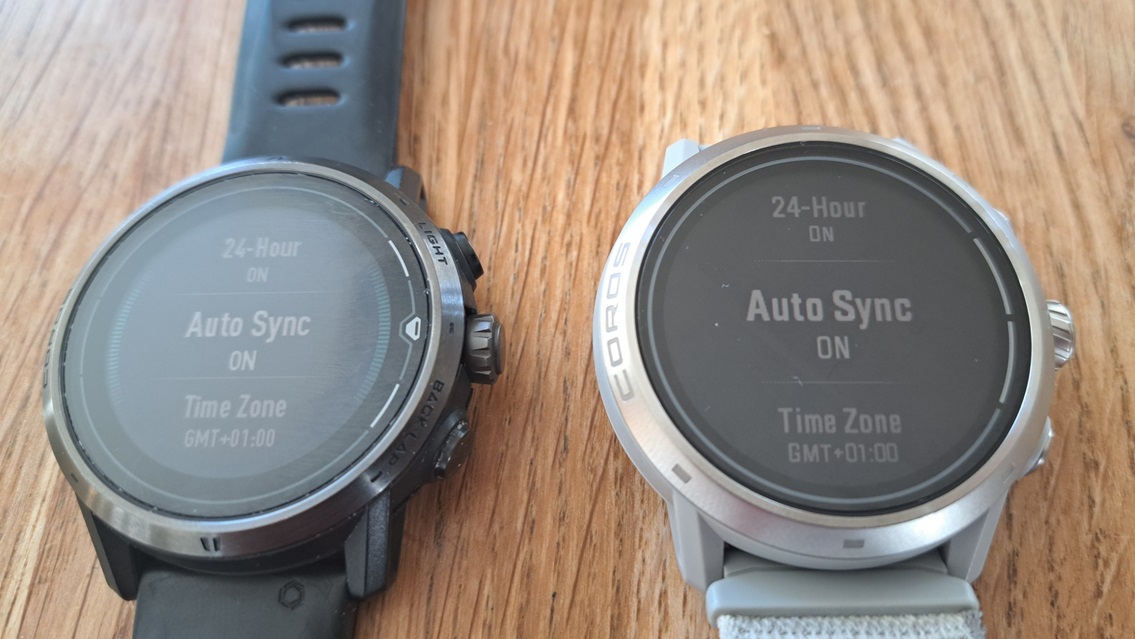 24-Hour
ON
Auto Sync
ON
Time Zone
GMT+01:00
LIGHT
BACK LAP
COROS
24-Hour
ON
Auto Sync
ON
Time Zone
GMT+01:00